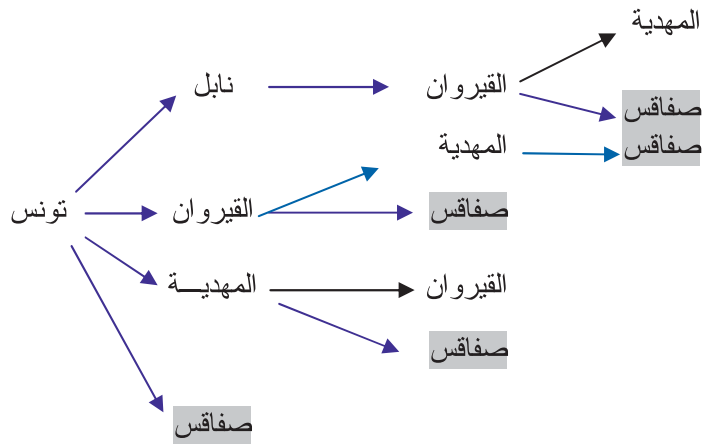 المهدية
نابل
القيروان
صفاقس
المهدية
صفاقس
تونس
القيروان
صفاقس
المهديـــة
القيروان
صفاقس
صفاقس